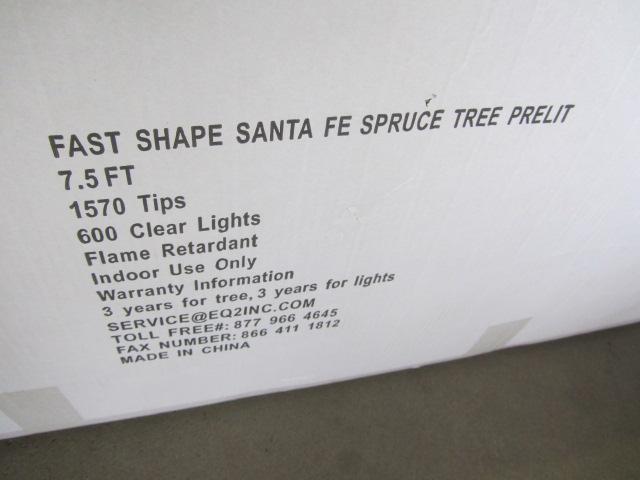 FAST SHAPE SANTA FE SPRUCE TREE PRELIT
7.5 FT
1570 Tips
600 Clear Lights
Flame Retardant
Indoor Use Only
Warranty Information
3 years for tree, 3 years for lights
SERVICE@EQ2INC.COM
TOLL FREE#: 877 966 4645
FAX NUMBER: 866 411 1812
MADE IN CHINA